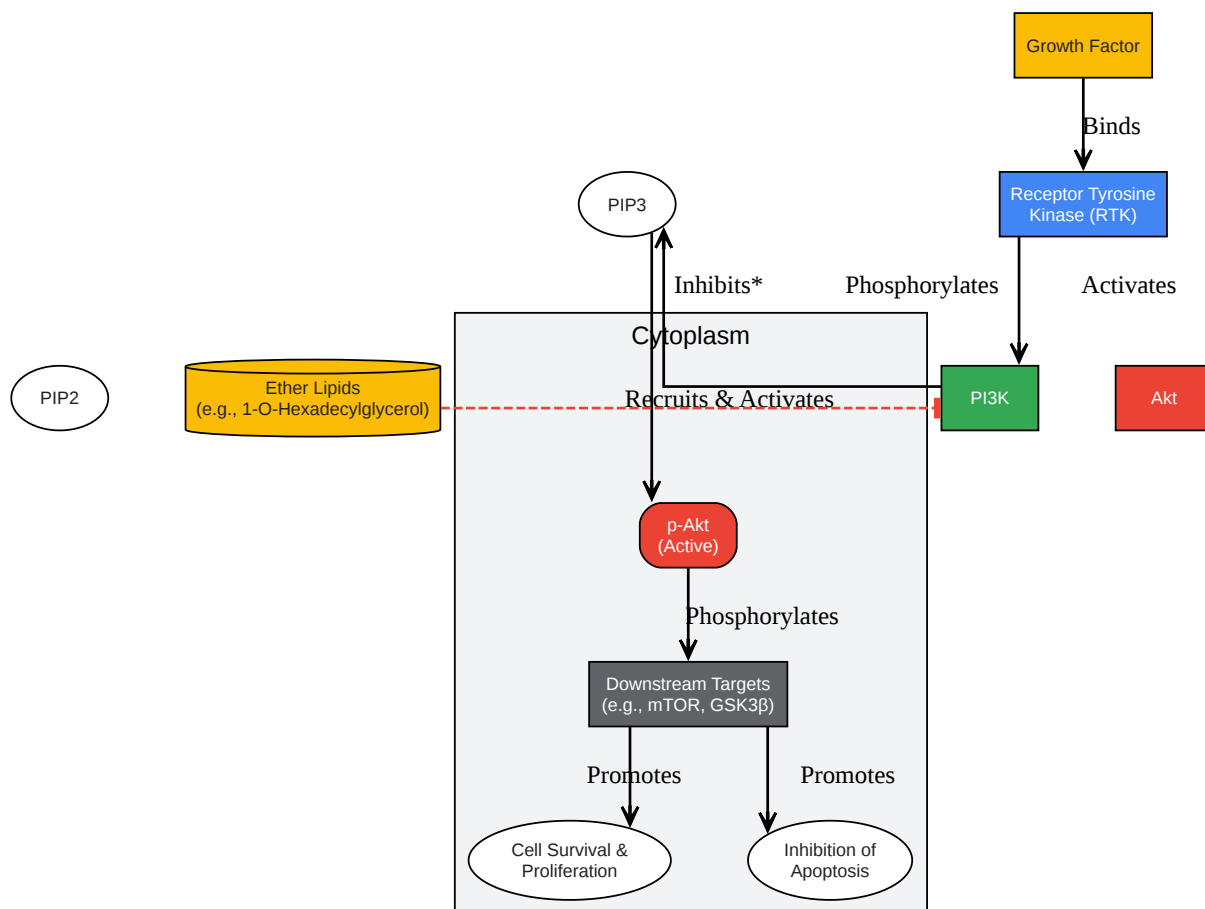 Growth Factor
Binds
Receptor Tyrosine
Kinase (RTK)
PIP3
Inhibits*
Phosphorylates
Activates
Cytoplasm
PIP2
Ether Lipids
(e.g., 1-O-Hexadecylglycerol)
Recruits & Activates
PI3K
Akt
p-Akt
(Active)
Phosphorylates
Downstream Targets
(e.g., mTOR, GSK3β)
Promotes
Promotes
Cell Survival &
Proliferation
Inhibition of
Apoptosis